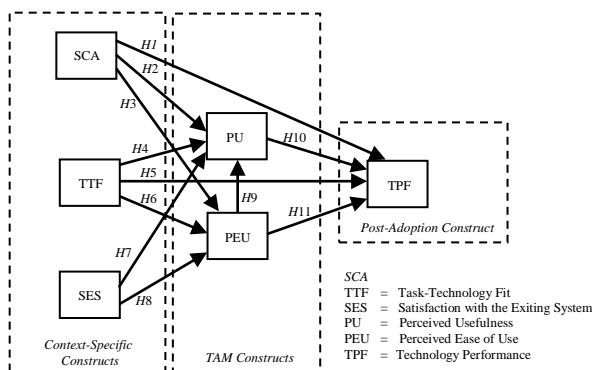 SCA
H1
H2
H3
PU
H4
H10
TTF
H5
TPF
H6
H9
H11
PEU
Post-Adoption Construct
H7
SES
H8
Context-Specific
Constructs
TAM Constructs
SCA
TTF = Task-Technology Fit
SES = Satisfaction with the Exiting System
PU = Perceived Usefulness
PEU = Perceived Ease of Use
TPF = Technology Performance